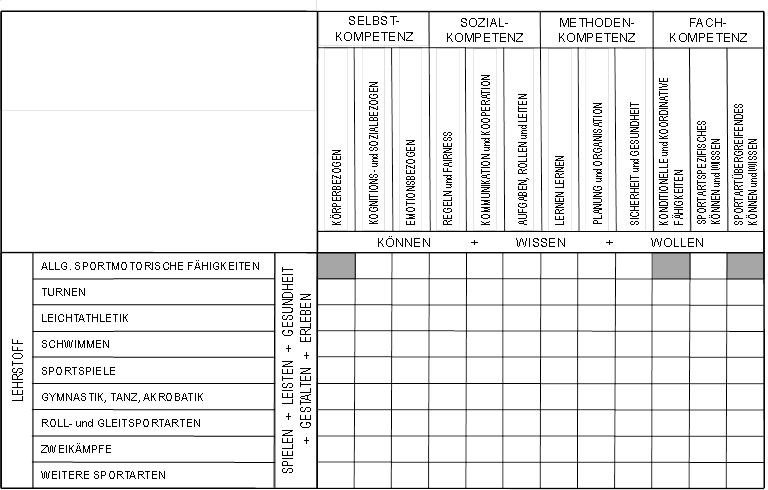 SELBST-
KOMPETENZ
SOZIAL-
KOMPETENZ
METHODEN-
KOMPETENZ
FACH-
KOMPETENZ
KÖRPERBEZOGEN
KOGNITIONS- und SOZIALBEZOGEN
EMOTIONSBEZOGEN
REGELN und FAIRNESS
KOMMUNIKATION und KOOPERATION
AUFGABEN, ROLLEN und LEITEN
LERNEN LERNEN
PLANUNG und ORGANISATION
SICHERHEIT und GESUNDHEIT
KONDITIONELLE und KOORDINATIVE
FÄHIGKEITEN
SPORTARTSPEZIFISCHES
KÖNNEN und WISSEN
SPORTARTÜBERGREIFENDES
KÖNNEN und WISSEN
KÖNNEN + WISSEN + WOLLEN
LEHRSTOFF
ALLG. SPORTMOTORISCHE FÄHIGKEITEN
TURNEN
LEICHTATHLETIK
SCHWIMMEN
SPORTSPIELE
GYMNASTIK, TANZ, AKROBATIK
ROLL- und GLEITSPORTARTEN
ZWEIKÄMPFE
WEITERE SPORTARTEN
SPIELEN + LEISTEN + GESUNDHEIT
+ GESTALTEN + ERLEBEN